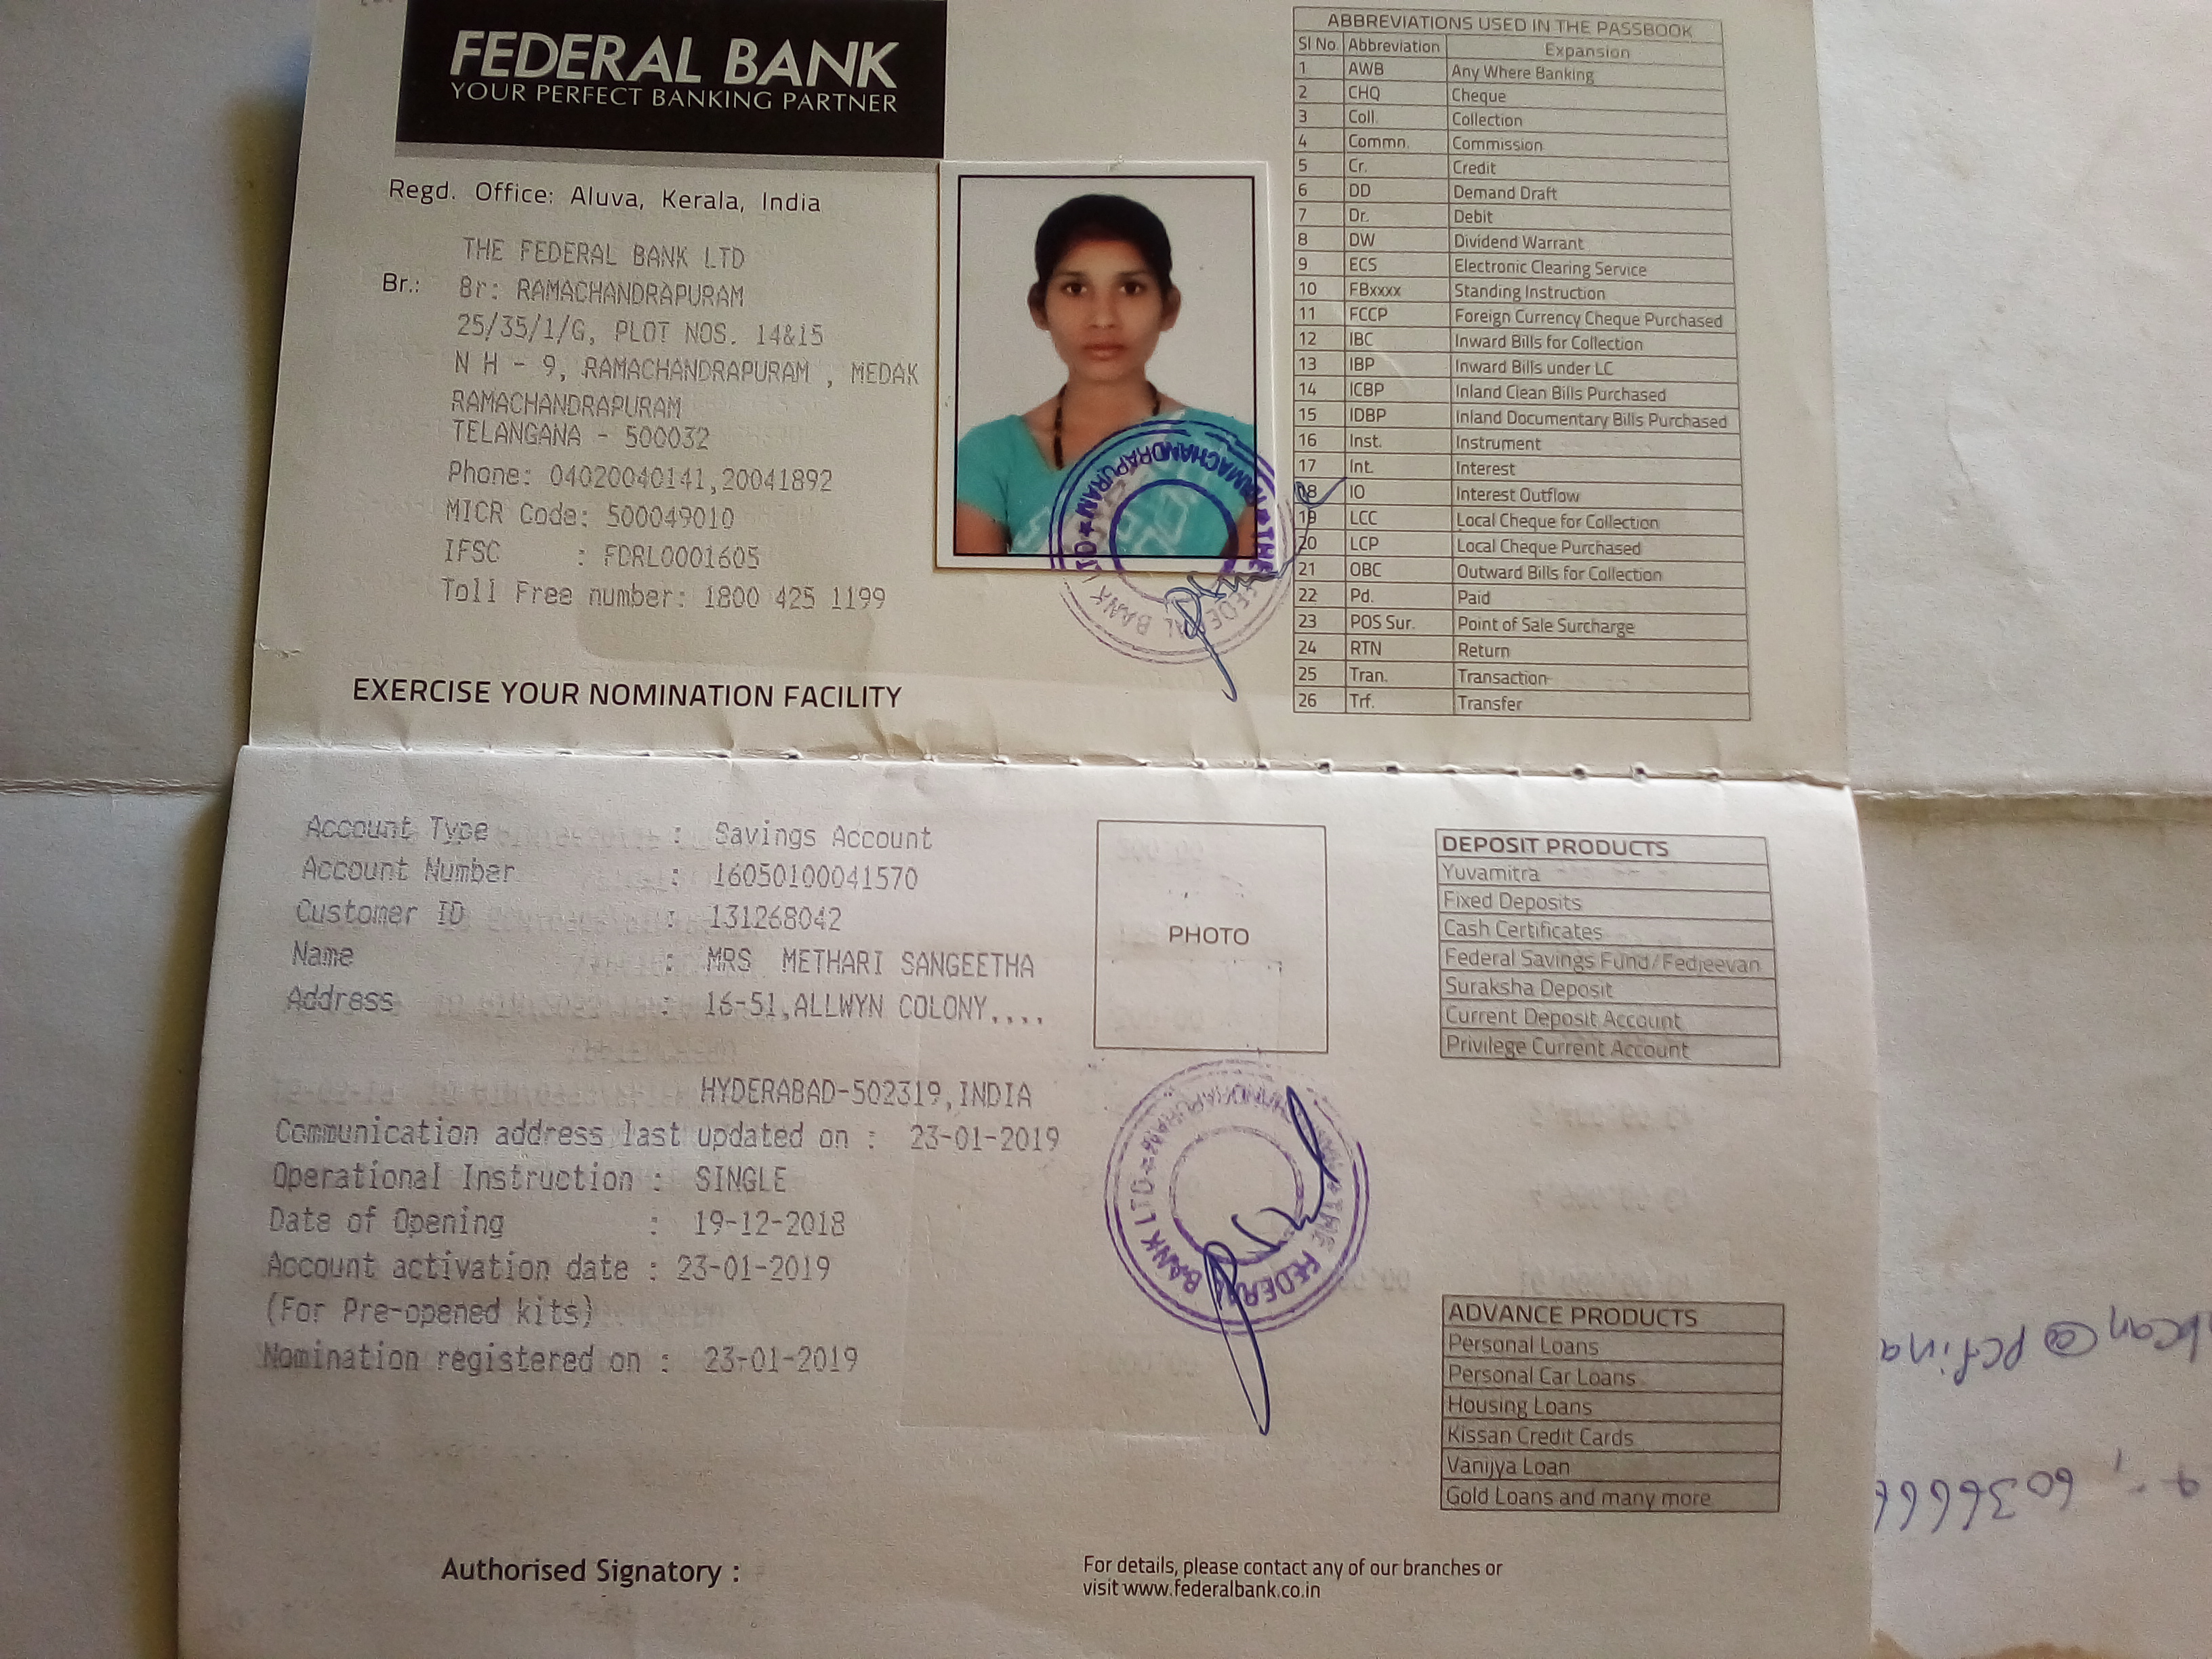 FEDERAL BANK
YOUR PERFECT BANKING PARTNER
Regd. Office: Aluva, Kerala, India
THE FEDERAL BANK LTD
Br.: Br: RAMACHANDRAPURAM
25/35/1/G, PLOT NOS. 14&15
N H - 9, RAMACHANDRAPURAM , MEDAK
RAMACHANDRAPURAM
TELANGANA - 500032
Phone: 04020040141,20041892
MICR Code: 500049010
IFSC : FDRL0001605
Toll Free number: 1800 425 1199
EXERCISE YOUR NOMINATION FACILITY
RAMACHANDRAPURAM ★ THE FEDERAL BANK LTD
ABBREVIATIONS USED IN THE PASSBOOK
Sl No. Abbreviation Expansion
1 AWB Any Where Banking
2 CHQ Cheque
3 Coll. Collection
4 Commn. Commission
5 Cr. Credit
6 DD Demand Draft
7 Dr. Debit
8 DW Dividend Warrant
9 ECS Electronic Clearing Service
10 FBxxxx Standing Instruction
11 FCCP Foreign Currency Cheque Purchased
12 IBC Inward Bills for Collection
13 IBP Inward Bills under LC
14 ICBP Inland Clean Bills Purchased
15 IDBP Inland Documentary Bills Purchased
16 Inst. Instrument
17 Int. Interest
18 IO Interest Outflow
19 LCC Local Cheque for Collection
20 LCP Local Cheque Purchased
21 OBC Outward Bills for Collection
22 Pd. Paid
23 POS Sur. Point of Sale Surcharge
24 RTN Return
25 Tran. Transaction
26 Trf. Transfer
Account Type : Savings Account
Account Number : 16050100041570
Customer ID : 131268042
Name : MRS METHARI SANGEETHA
Address : 16-51,ALLWYN COLONY,,,,
HYDERABAD-502319,INDIA
Communication address last updated on : 23-01-2019
Operational Instruction : SINGLE
Date of Opening : 19-12-2018
Account activation date : 23-01-2019
(For Pre-opened kits)
Nomination registered on : 23-01-2019
PHOTO
THE FEDERAL BANK LTD
DEPOSIT PRODUCTS
Yuvamitra
Fixed Deposits
Cash Certificates
Federal Savings Fund/Fedjeevan
Suraksha Deposit
Current Deposit Account
Privilege Current Account
ADVANCE PRODUCTS
Personal Loans
Personal Car Loans
Housing Loans
Kissan Credit Cards
Vanijya Loan
Gold Loans and many more
Authorised Signatory :
For details, please contact any of our branches or
visit www.federalbank.co.in